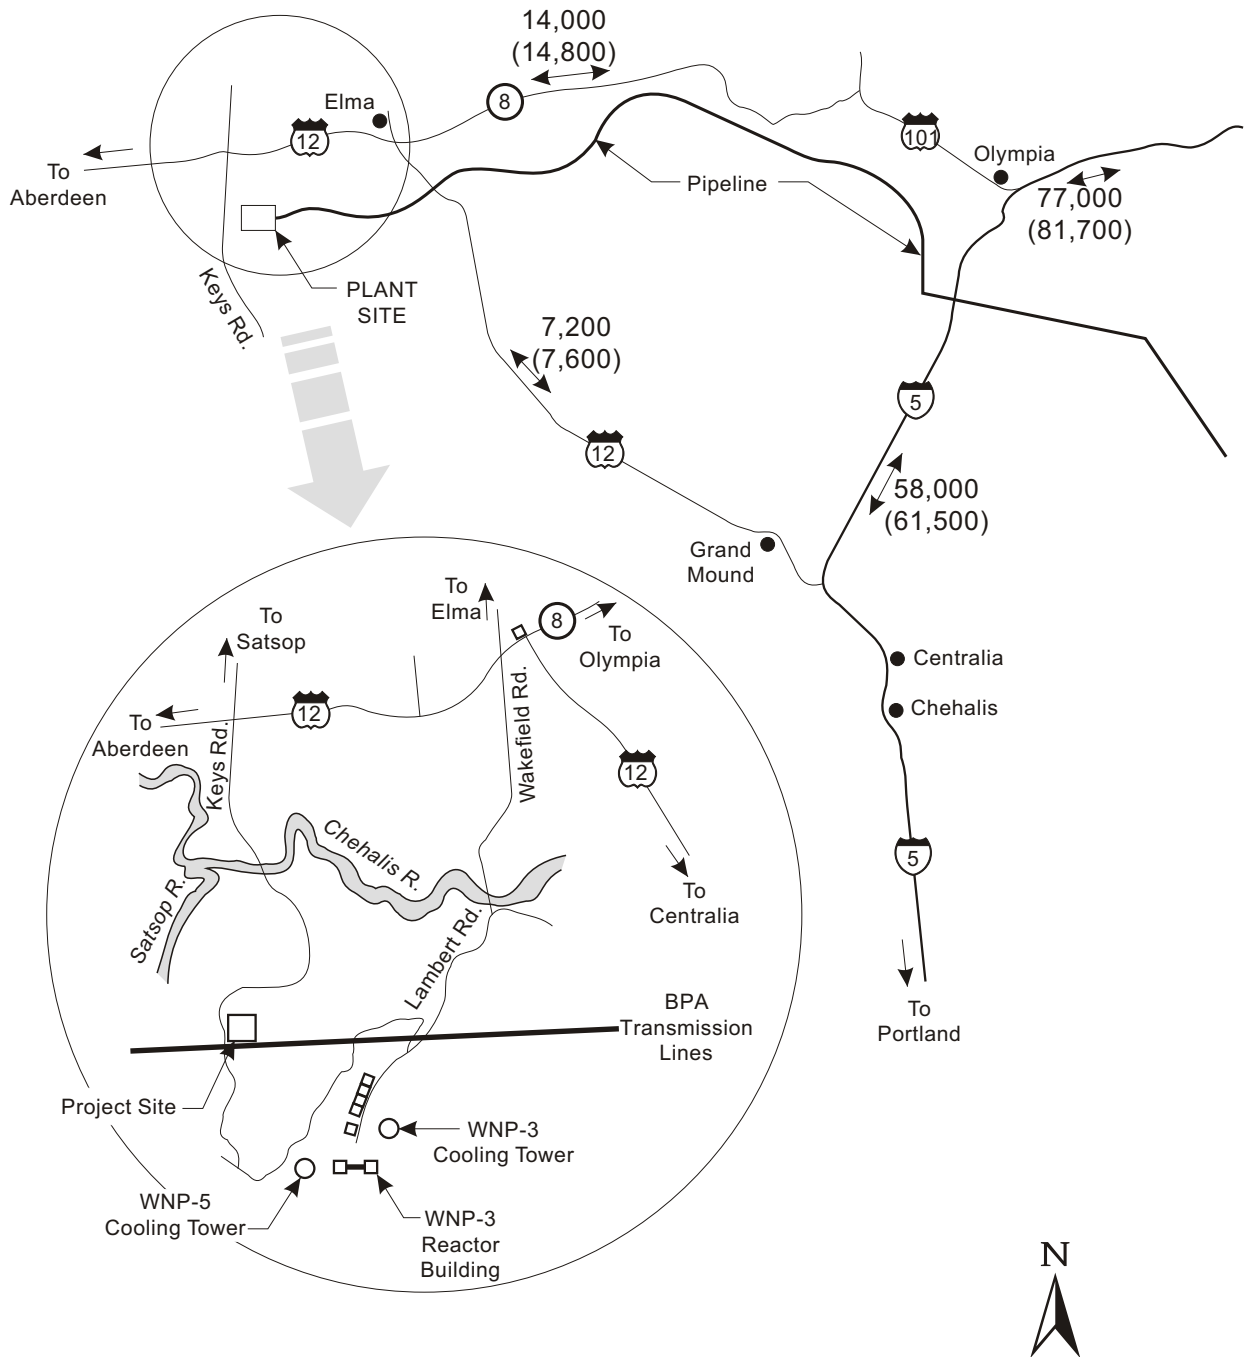 14,000
(14,800)
8
Elma
12
101
Olympia
To
Aberdeen
Pipeline
77,000
(81,700)
Keys Rd.
PLANT
SITE
7,200
(7,600)
5
12
58,000
(61,500)
Grand
Mound
Centralia
Chehalis
5
To
Portland
To
Satsop
To
Elma
8
To
Olympia
12
To
Aberdeen
Keys Rd.
Wakefield Rd.
12
Chehalis R.
Satsop R.
To
Centralia
Lambert Rd.
BPA
Transmission
Lines
Project Site
WNP-3
Cooling Tower
WNP-5
Cooling Tower
WNP-3
Reactor
Building
N